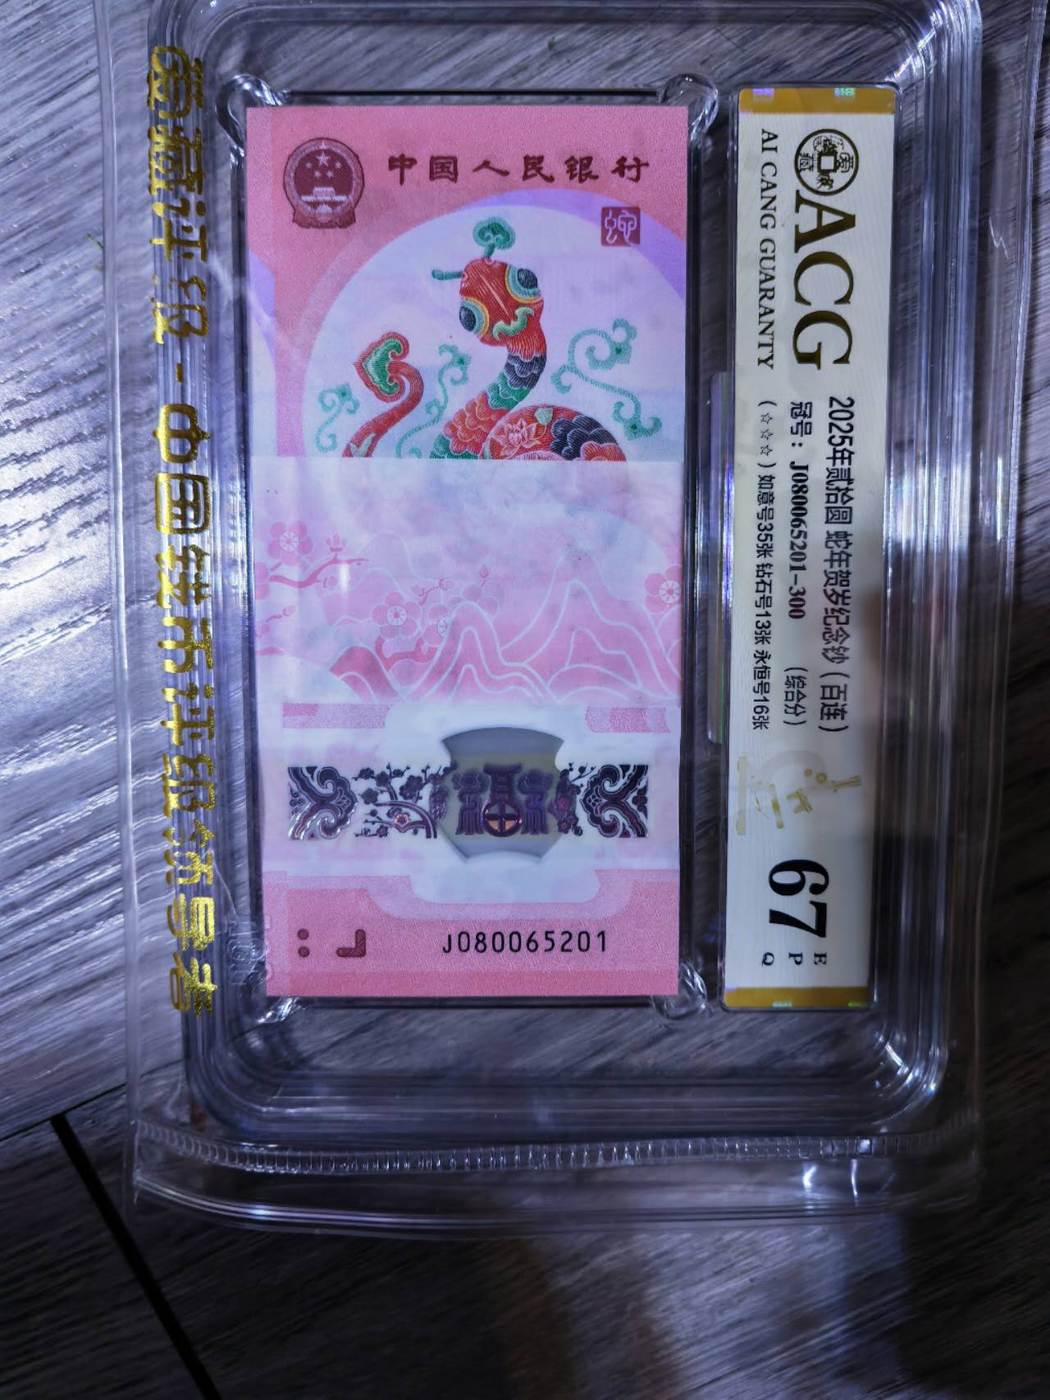 中国人民银行
J080065201
爱藏评级-中国钱币评级领导者
ACG
AI CANG GUARANTY
2025年贰拾圆 蛇年贺岁纪念钞（百连）
冠号：J080065201-300 （综合分）
(☆☆☆) 如意号35张 钻石号13张 永恒号16张
67
EPQ